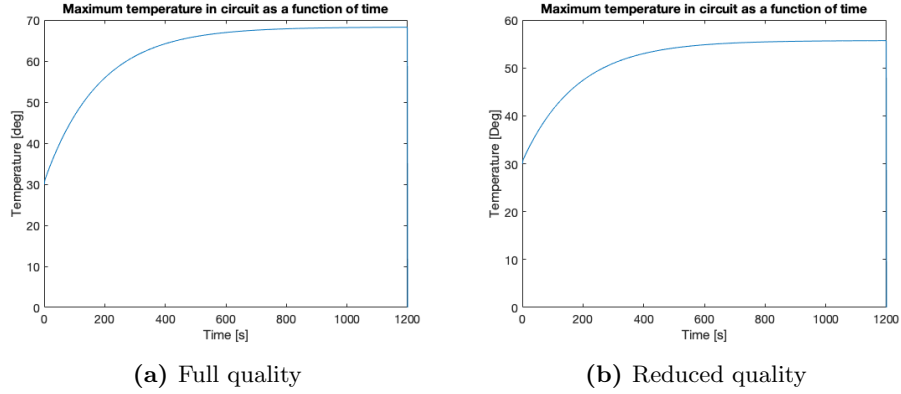 Maximum temperature in circuit as a function of time
70
60
50
40
30
20
10
0
Temperature [deg]
0 200 400 600 800 1000 1200
Time [s]
(a) Full quality
Maximum temperature in circuit as a function of time
60
50
40
30
20
10
0
Temperature [Deg]
0 200 400 600 800 1000 1200
Time [s]
(b) Reduced quality